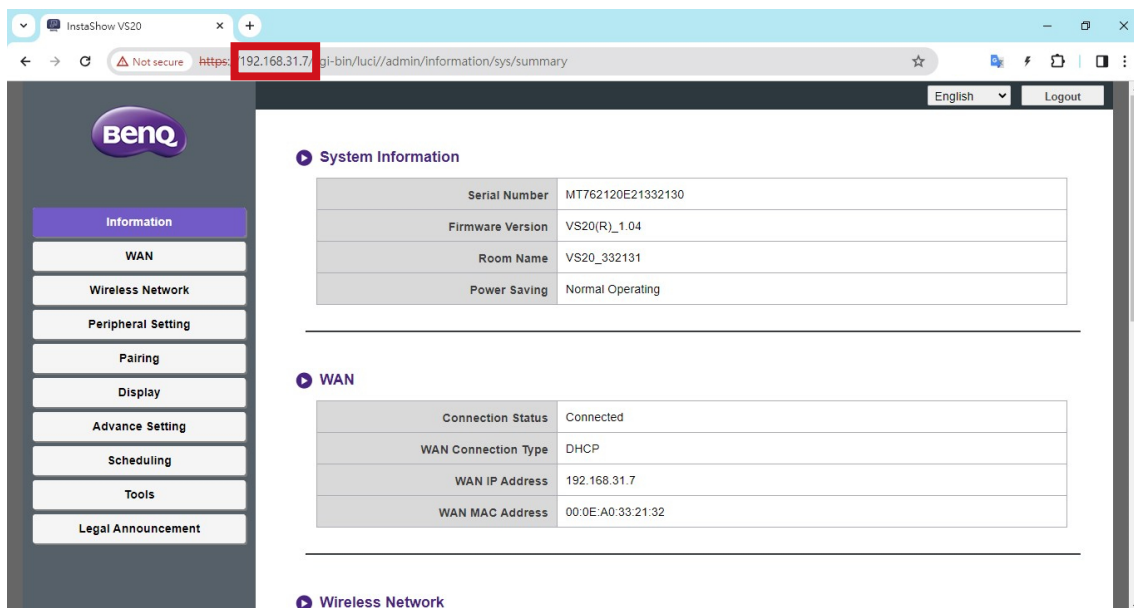 InstaShow VS20
Not secure https: 192.168.31.7/ gi-bin/luci//admin/information/sys/summary
English Logout
BenQ
Information
WAN
Wireless Network
Peripheral Setting
Pairing
Display
Advance Setting
Scheduling
Tools
Legal Announcement
System Information
Serial Number MT762120E21332130
Firmware Version VS20(R)_1.04
Room Name VS20_332131
Power Saving Normal Operating
WAN
Connection Status Connected
WAN Connection Type DHCP
WAN IP Address 192.168.31.7
WAN MAC Address 00:0E:A0:33:21:32
Wireless Network